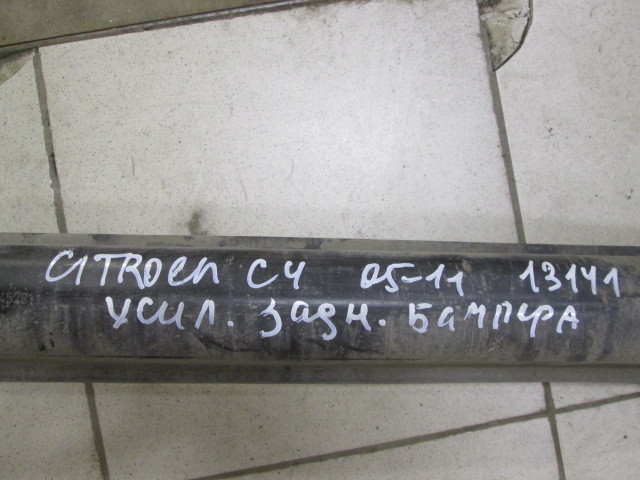 CITROEN C4 05-11 13141
УСИЛ. ЗАДН. БАМПЕРА